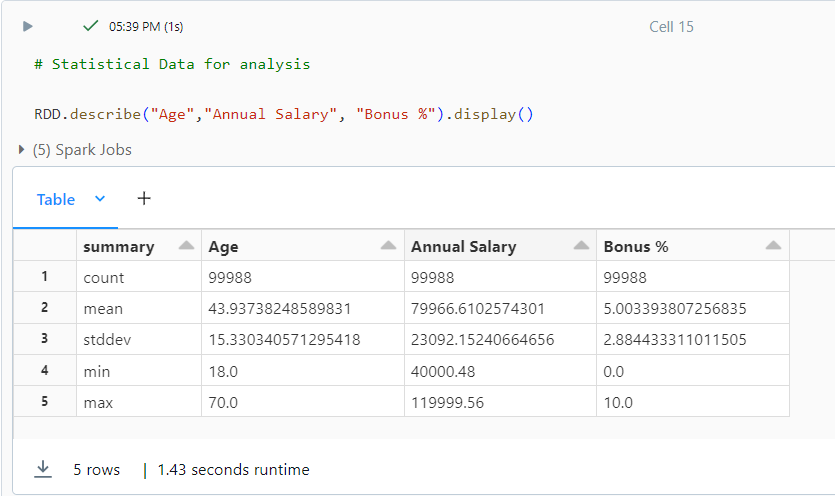 05:39 PM (1s) Cell 15
# Statistical Data for analysis
RDD.describe("Age","Annual Salary", "Bonus %").display()
(5) Spark Jobs
Table +
summary Age Annual Salary Bonus %
1 count 99988 99988 99988
2 mean 43.93738248589831 79966.6102574301 5.003393807256835
3 stddev 15.330340571295418 23092.15240664656 2.884433311011505
4 min 18.0 40000.48 0.0
5 max 70.0 119999.56 10.0
5 rows | 1.43 seconds runtime